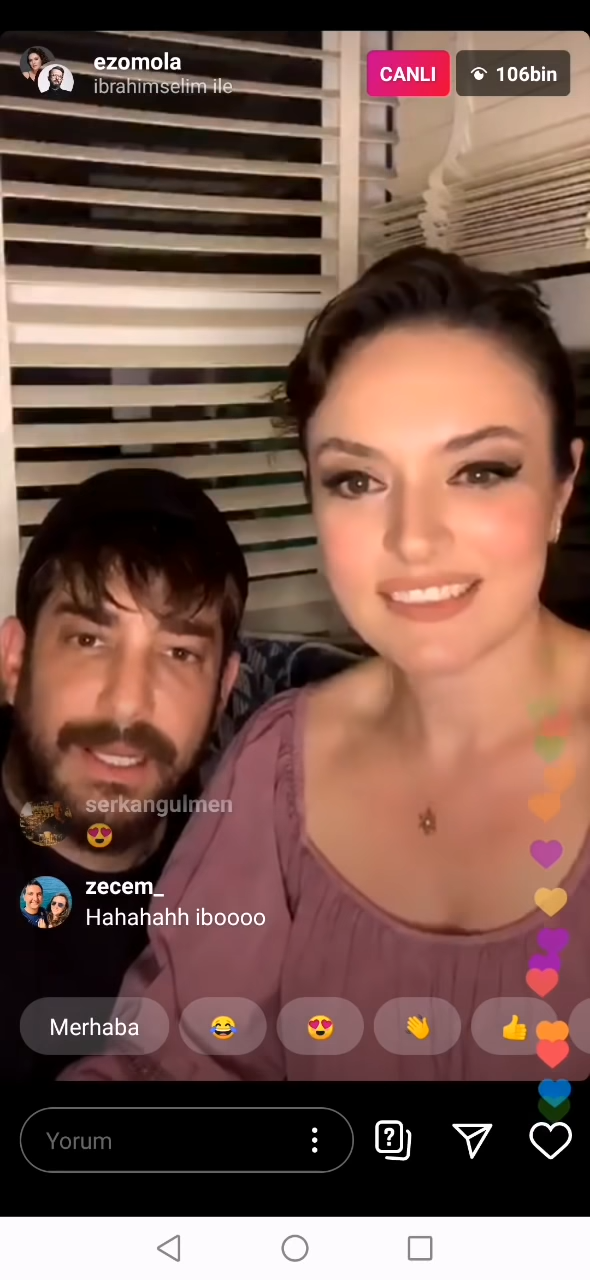 ezomola
ibrahimselim ile
CANLI
106bin
serkangulmen
😍
zecem_
Hahahahh iboooo
Merhaba 😂 😍 👋 👍
Yorum